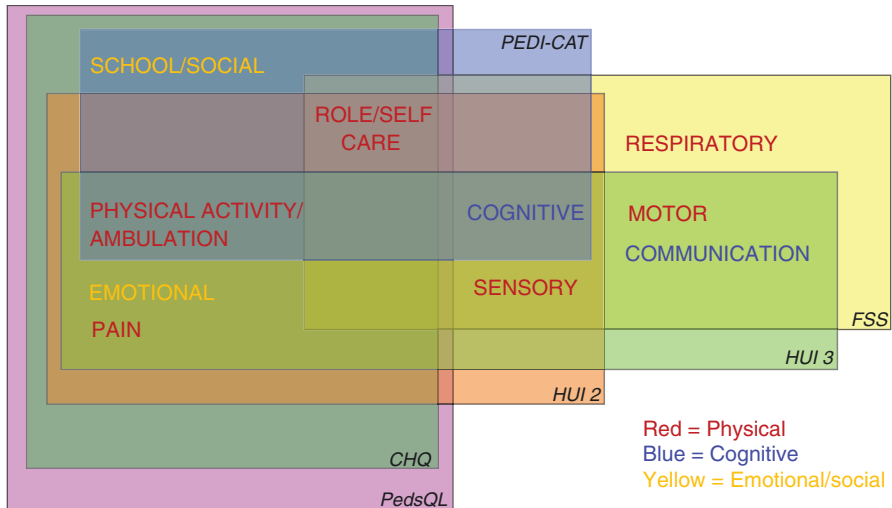 PEDI-CAT
SCHOOL/SOCIAL
ROLE/SELF
CARE
RESPIRATORY
PHYSICAL ACTIVITY/
AMBULATION
COGNITIVE
MOTOR
COMMUNICATION
EMOTIONAL
SENSORY
PAIN
FSS
HUI 3
HUI 2
CHQ
PedsQL
Red = Physical
Blue = Cognitive
Yellow = Emotional/social